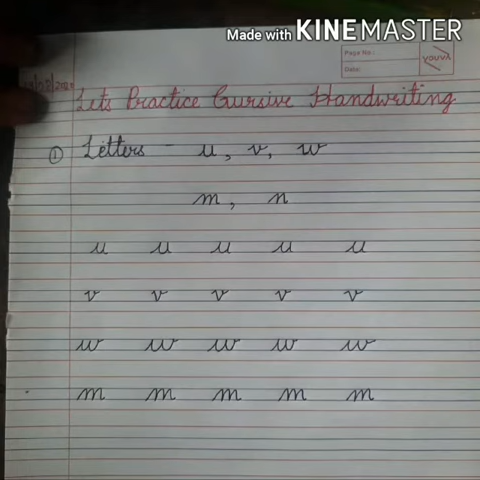 Made with KINEMASTER
Page No.:
Date:
YOUVA
Lets Practice Cursive Handwriting
① Letters - u, v, w
m, n
u u u u u
v v v v v
w w w w w
m m m m m